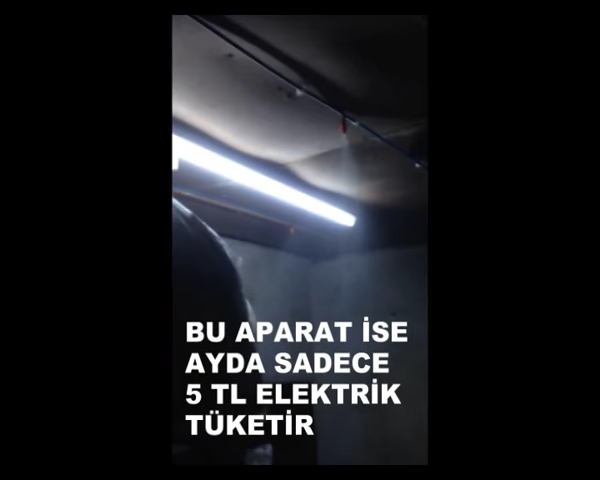 BU APARAT İSE
AYDA SADECE
5 TL ELEKTRİK
TÜKETİR